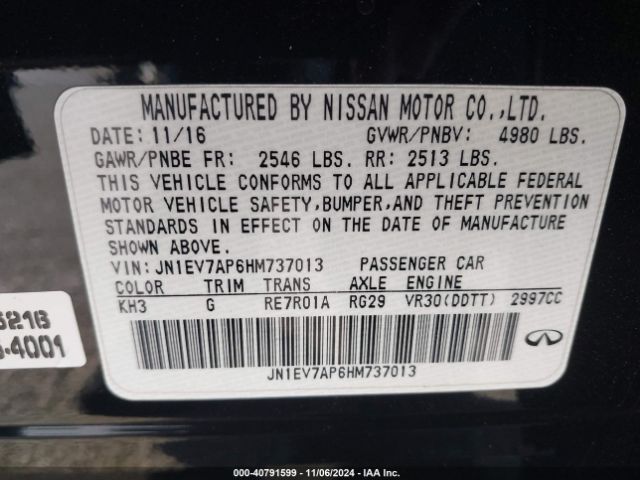 MANUFACTURED BY NISSAN MOTOR CO.,LTD.
DATE: 11/16 GVWR/PNBV: 4980 LBS.
GAWR/PNBE FR: 2546 LBS. RR: 2513 LBS.
THIS VEHICLE CONFORMS TO ALL APPLICABLE FEDERAL
MOTOR VEHICLE SAFETY,BUMPER,AND THEFT PREVENTION
STANDARDS IN EFFECT ON THE DATE OF MANUFACTURE
SHOWN ABOVE.
VIN: JN1EV7AP6HM737013 PASSENGER CAR
COLOR TRIM TRANS AXLE ENGINE
KH3 G RE7R01A RG29 VR30(DDTT) 2997CC
JN1EV7AP6HM737013
INFINITI
-4001
000-40791599 - 11/06/2024 - IAA Inc.